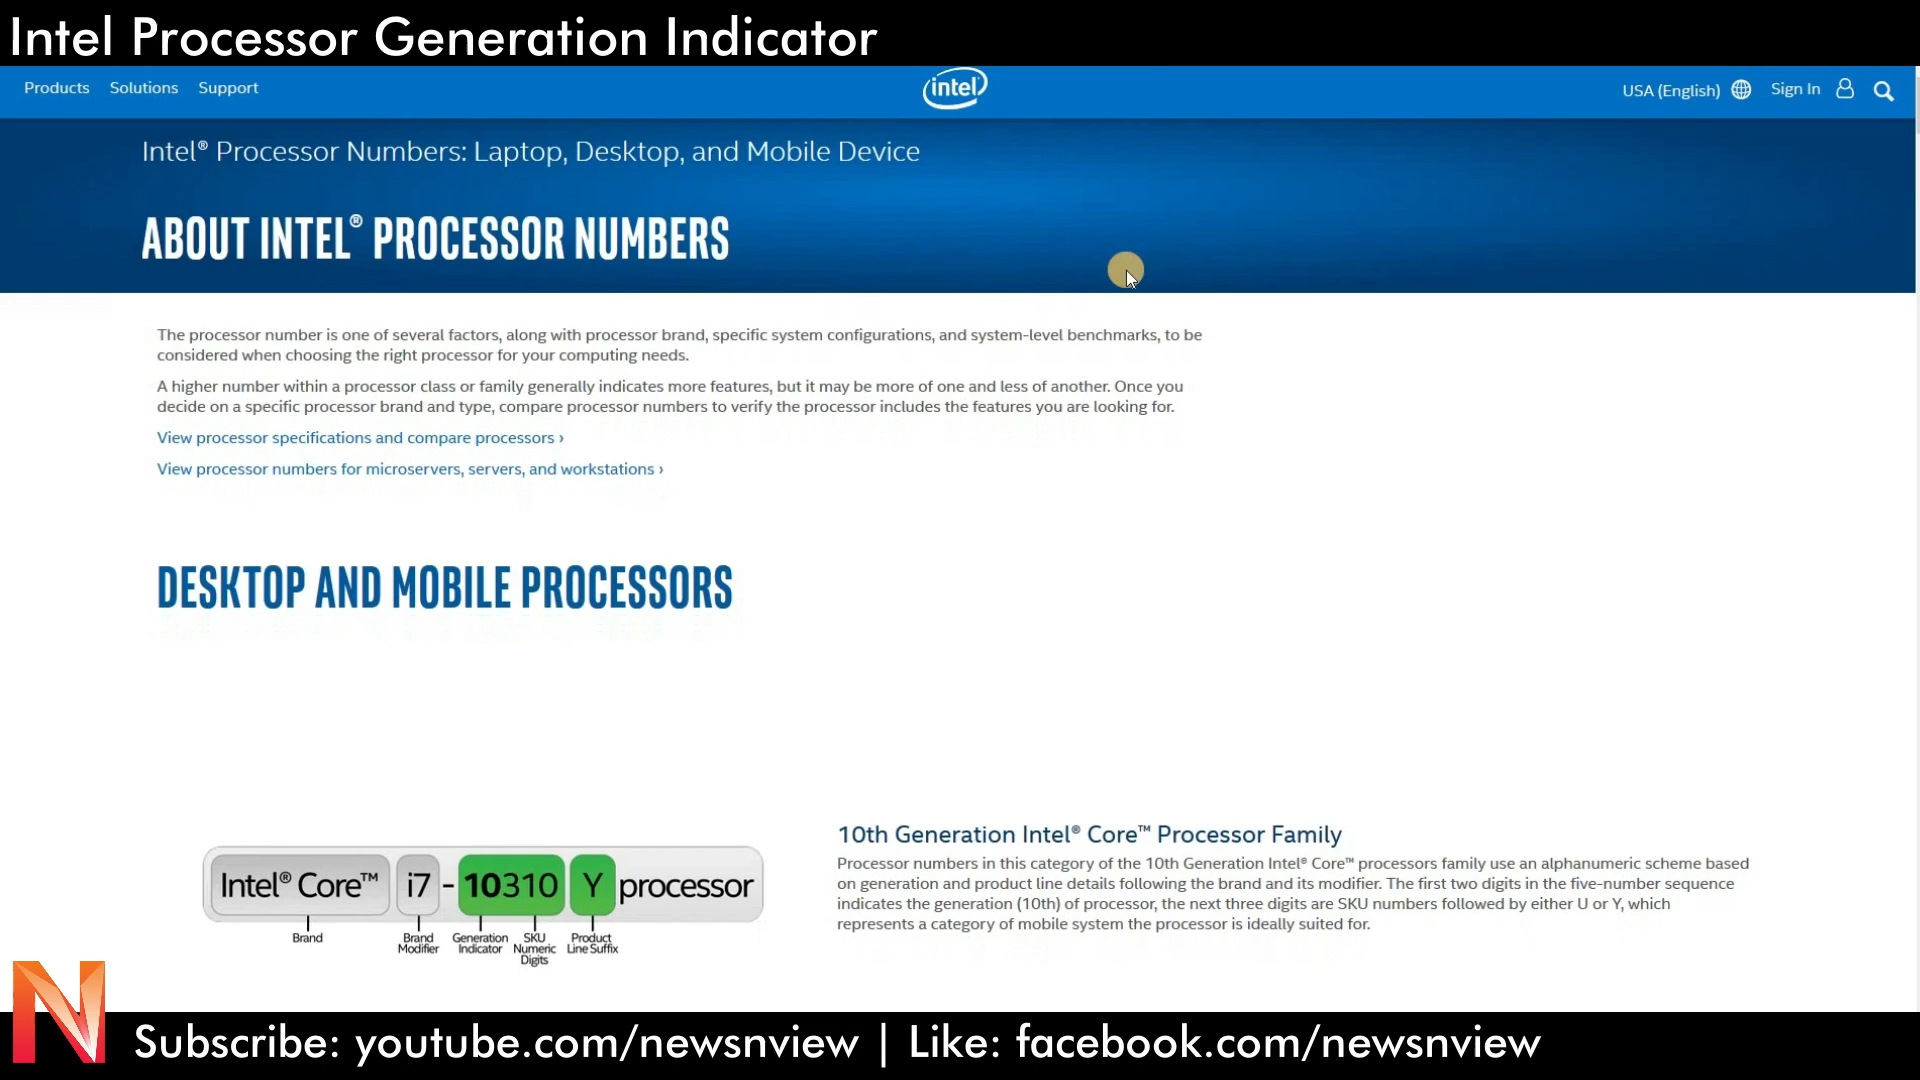 Intel Processor Generation Indicator
Products Solutions Support
intel
USA (English) Sign In
Intel® Processor Numbers: Laptop, Desktop, and Mobile Device
ABOUT INTEL® PROCESSOR NUMBERS
The processor number is one of several factors, along with processor brand, specific system configurations, and system-level benchmarks, to be
considered when choosing the right processor for your computing needs.
A higher number within a processor class or family generally indicates more features, but it may be more of one and less of another. Once you
decide on a specific processor brand and type, compare processor numbers to verify the processor includes the features you are looking for.
View processor specifications and compare processors ›
View processor numbers for microservers, servers, and workstations ›
DESKTOP AND MOBILE PROCESSORS
Intel® Core™ i7 - 10310 Y processor
Brand
Brand Modifier
Generation Indicator
SKU Numeric Digits
Product Line Suffix
10th Generation Intel® Core™ Processor Family
Processor numbers in this category of the 10th Generation Intel® Core™ processors family use an alphanumeric scheme based
on generation and product line details following the brand and its modifier. The first two digits in the five-number sequence
indicates the generation (10th) of processor, the next three digits are SKU numbers followed by either U or Y, which
represents a category of mobile system the processor is ideally suited for.
N
Subscribe: youtube.com/newsnview | Like: facebook.com/newsnview